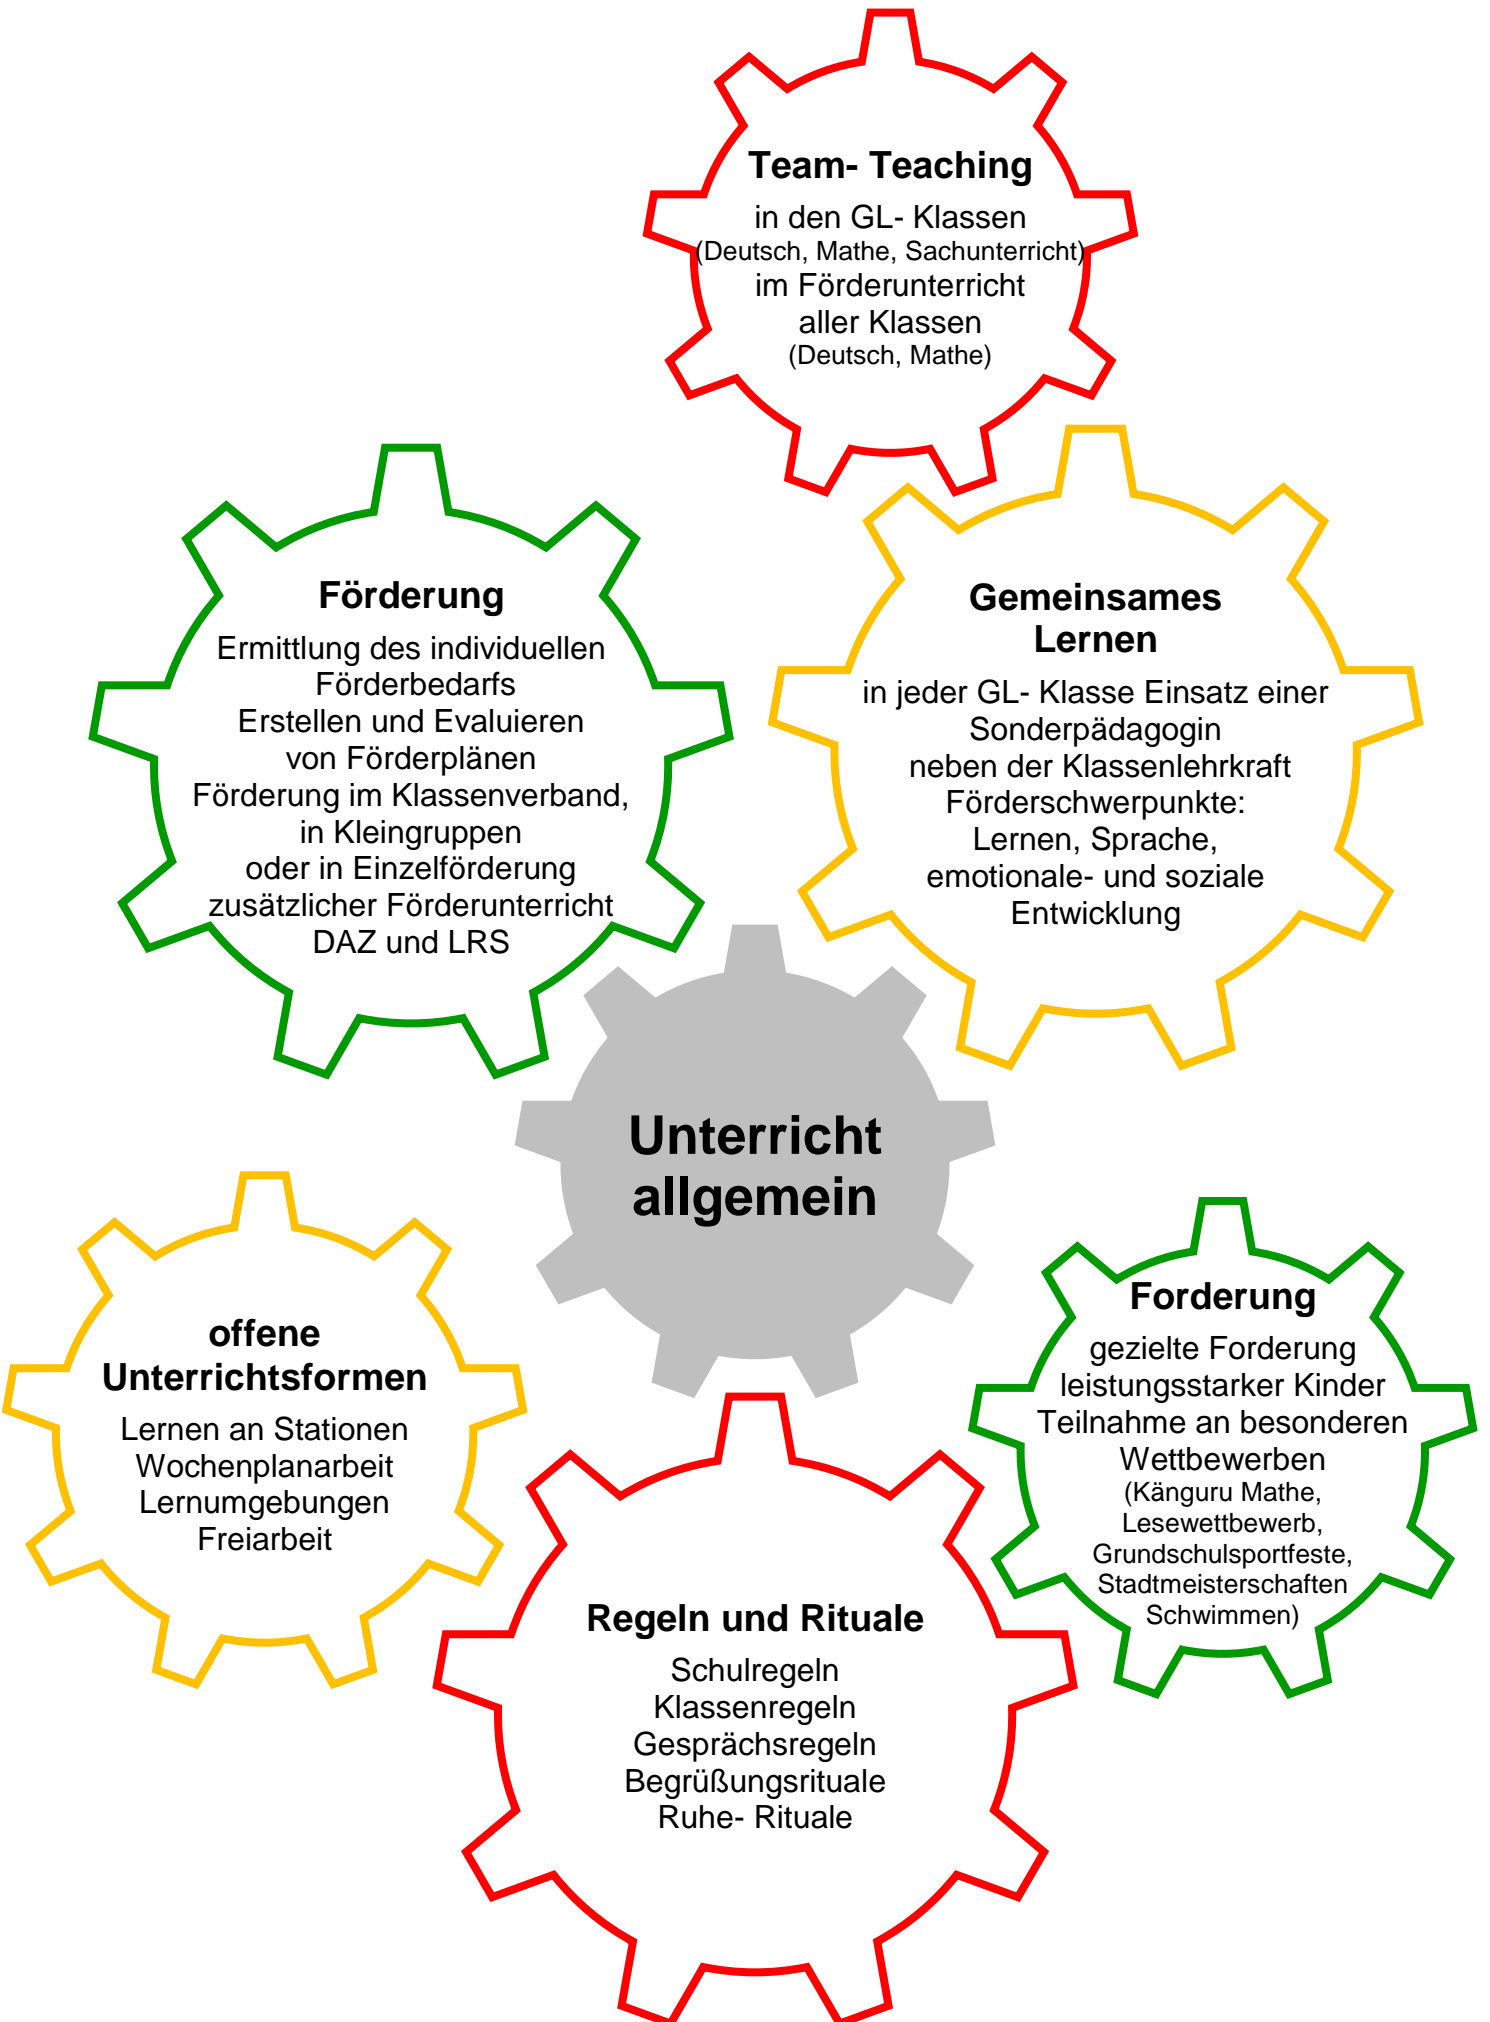 Team- Teaching
in den GL- Klassen
(Deutsch, Mathe, Sachunterricht)
im Förderunterricht
aller Klassen
(Deutsch, Mathe)
Förderung
Ermittlung des individuellen
Förderbedarfs
Erstellen und Evaluieren
von Förderplänen
Förderung im Klassenverband,
in Kleingruppen
oder in Einzelförderung
zusätzlicher Förderunterricht
DAZ und LRS
Gemeinsames
Lernen
in jeder GL- Klasse Einsatz einer
Sonderpädagogin
neben der Klassenlehrkraft
Förderschwerpunkte:
Lernen, Sprache,
emotionale- und soziale
Entwicklung
Unterricht
allgemein
offene
Unterrichtsformen
Lernen an Stationen
Wochenplanarbeit
Lernumgebungen
Freiarbeit
Forderung
gezielte Forderung
leistungsstarker Kinder
Teilnahme an besonderen
Wettbewerben
(Känguru Mathe,
Lesewettbewerb,
Grundschulsportfeste,
Stadtmeisterschaften
Schwimmen)
Regeln und Rituale
Schulregeln
Klassenregeln
Gesprächsregeln
Begrüßungsrituale
Ruhe- Rituale